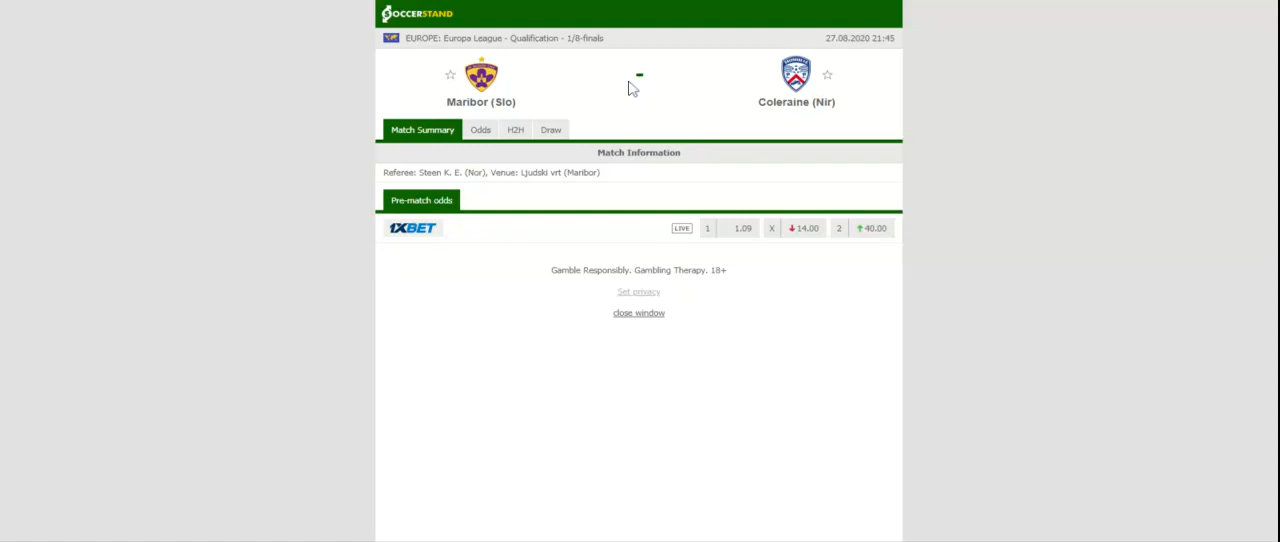 SOCCERSTAND
EUROPE: Europa League - Qualification - 1/8-finals 27.08.2020 21:45
Maribor (Slo) - Coleraine (Nir)
Match Summary Odds H2H Draw
Match Information
Referee: Steen K. E. (Nor), Venue: Ljudski vrt (Maribor)
Pre-match odds
1XBET LIVE 1 1.09 X 14.00 2 40.00
Gamble Responsibly. Gambling Therapy. 18+
Set privacy
close window